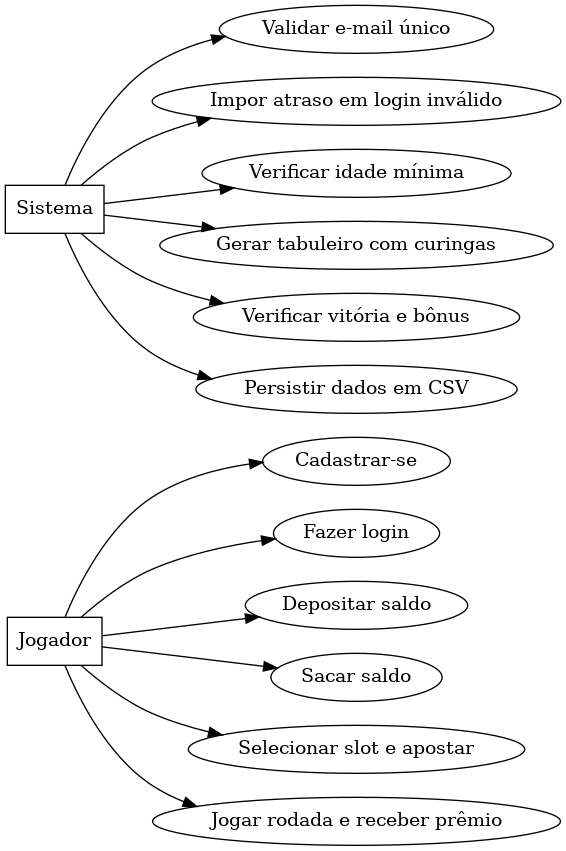 Sistema
Validar e-mail único
Impor atraso em login inválido
Verificar idade mínima
Gerar tabuleiro com curingas
Verificar vitória e bônus
Persistir dados em CSV
Jogador
Cadastrar-se
Fazer login
Depositar saldo
Sacar saldo
Selecionar slot e apostar
Jogar rodada e receber prêmio